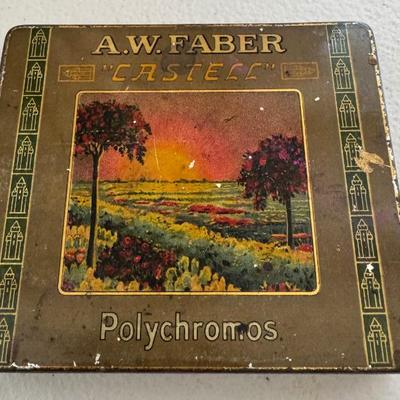 A.W. FABER
"CASTELL"
Polychromos